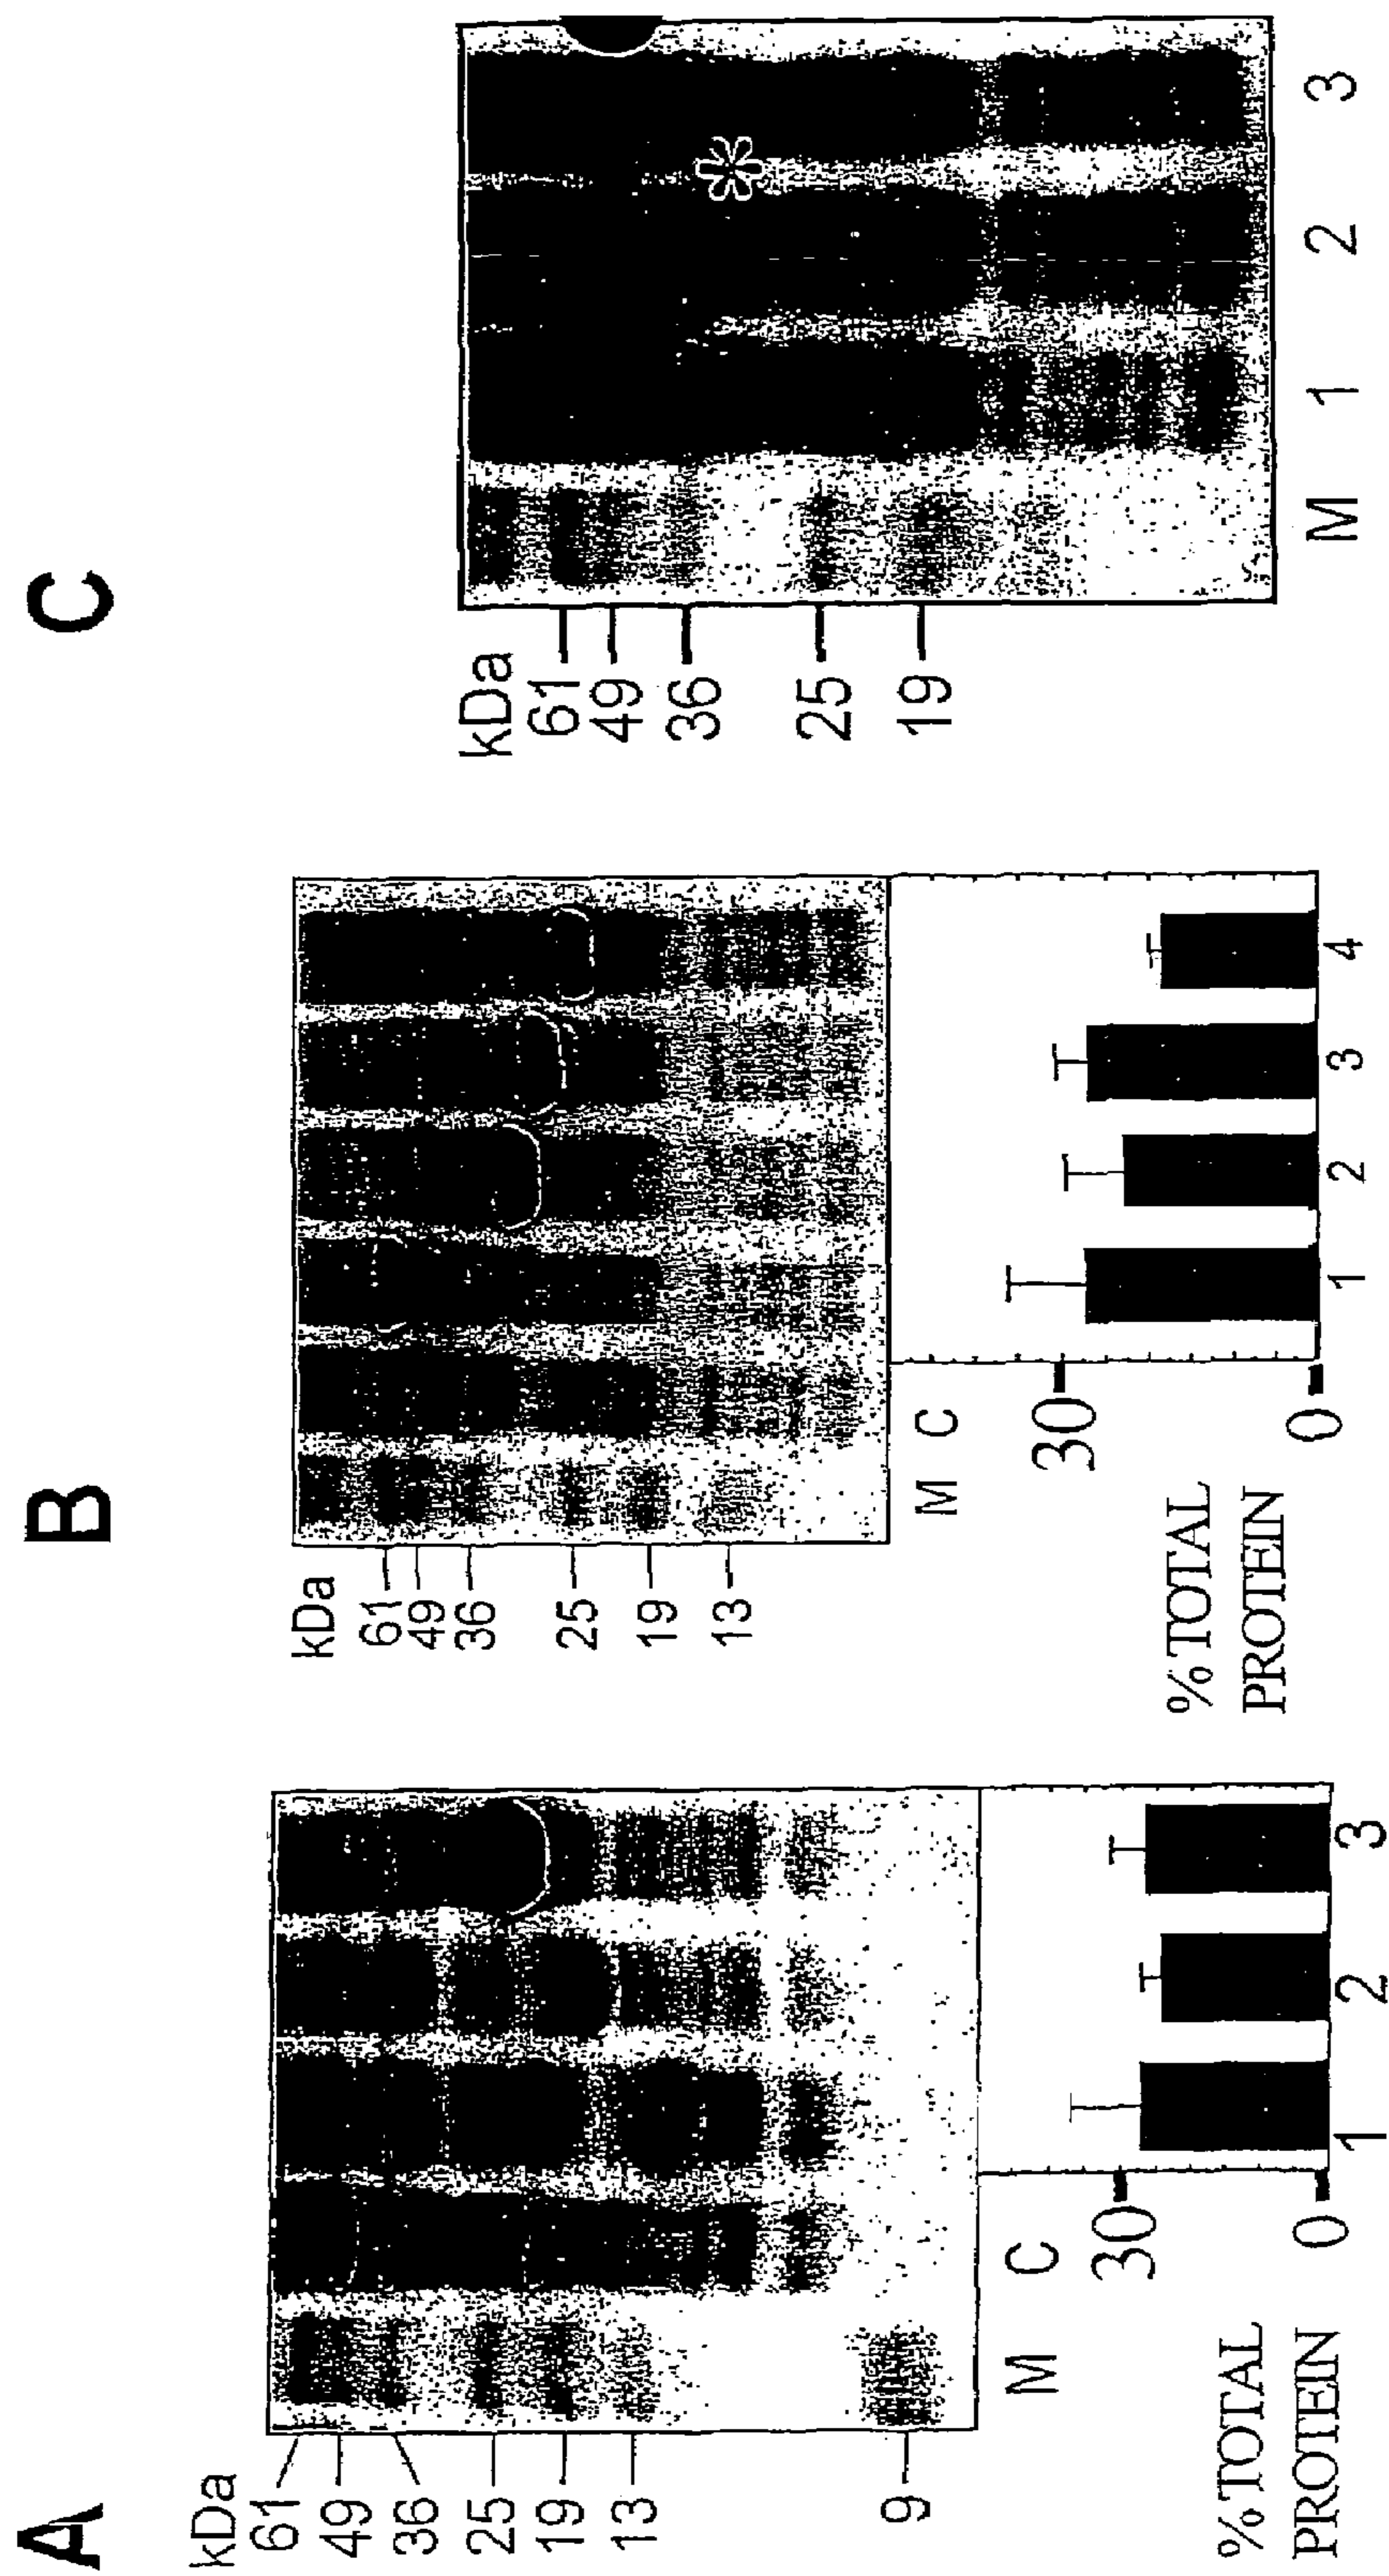 A
kDa
61
49
36
25
19
13
9
M C
% TOTAL
PROTEIN
30
0
1 2 3
B
kDa
61
49
36
25
19
13
M C
% TOTAL
PROTEIN
30
0
1 2 3 4
C
kDa
61
49
36
25
19
M 1 2 3